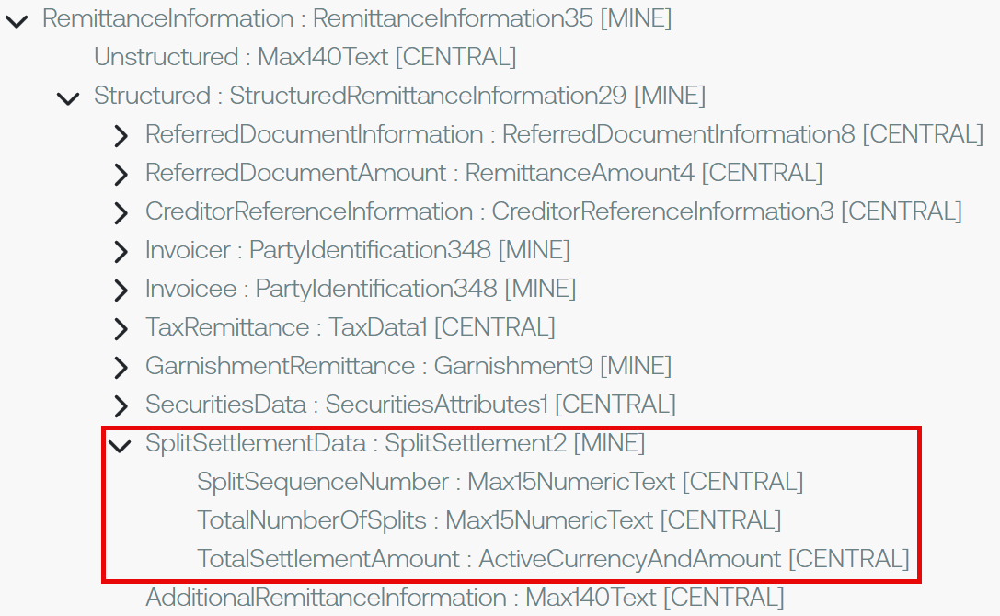 RemittanceInformation : RemittanceInformation35 [MINE]
Unstructured : Max140Text [CENTRAL]
Structured : StructuredRemittanceInformation29 [MINE]
ReferredDocumentInformation : ReferredDocumentInformation8 [CENTRAL]
ReferredDocumentAmount : RemittanceAmount4 [CENTRAL]
CreditorReferenceInformation : CreditorReferenceInformation3 [CENTRAL]
Invoicer : PartyIdentification348 [MINE]
Invoicee : PartyIdentification348 [MINE]
TaxRemittance : TaxData1 [CENTRAL]
GarnishmentRemittance : Garnishment9 [MINE]
SecuritiesData : SecuritiesAttributes1 [CENTRAL]
SplitSettlementData : SplitSettlement2 [MINE]
SplitSequenceNumber : Max15NumericText [CENTRAL]
TotalNumberOfSplits : Max15NumericText [CENTRAL]
TotalSettlementAmount : ActiveCurrencyAndAmount [CENTRAL]
AdditionalRemittanceInformation : Max140Text [CENTRAL]